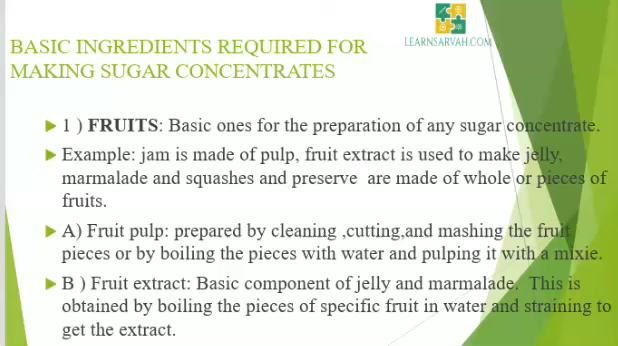 LEARNSARVAH.COM
BASIC INGREDIENTS REQUIRED FOR
MAKING SUGAR CONCENTRATES
1 ) FRUITS: Basic ones for the preparation of any sugar concentrate.
Example: jam is made of pulp, fruit extract is used to make jelly,
marmalade and squashes and preserve are made of whole or pieces of
fruits.
A) Fruit pulp: prepared by cleaning ,cutting,and mashing the fruit
pieces or by boiling the pieces with water and pulping it with a mixie.
B ) Fruit extract: Basic component of jelly and marmalade. This is
obtained by boiling the pieces of specific fruit in water and straining to
get the extract.